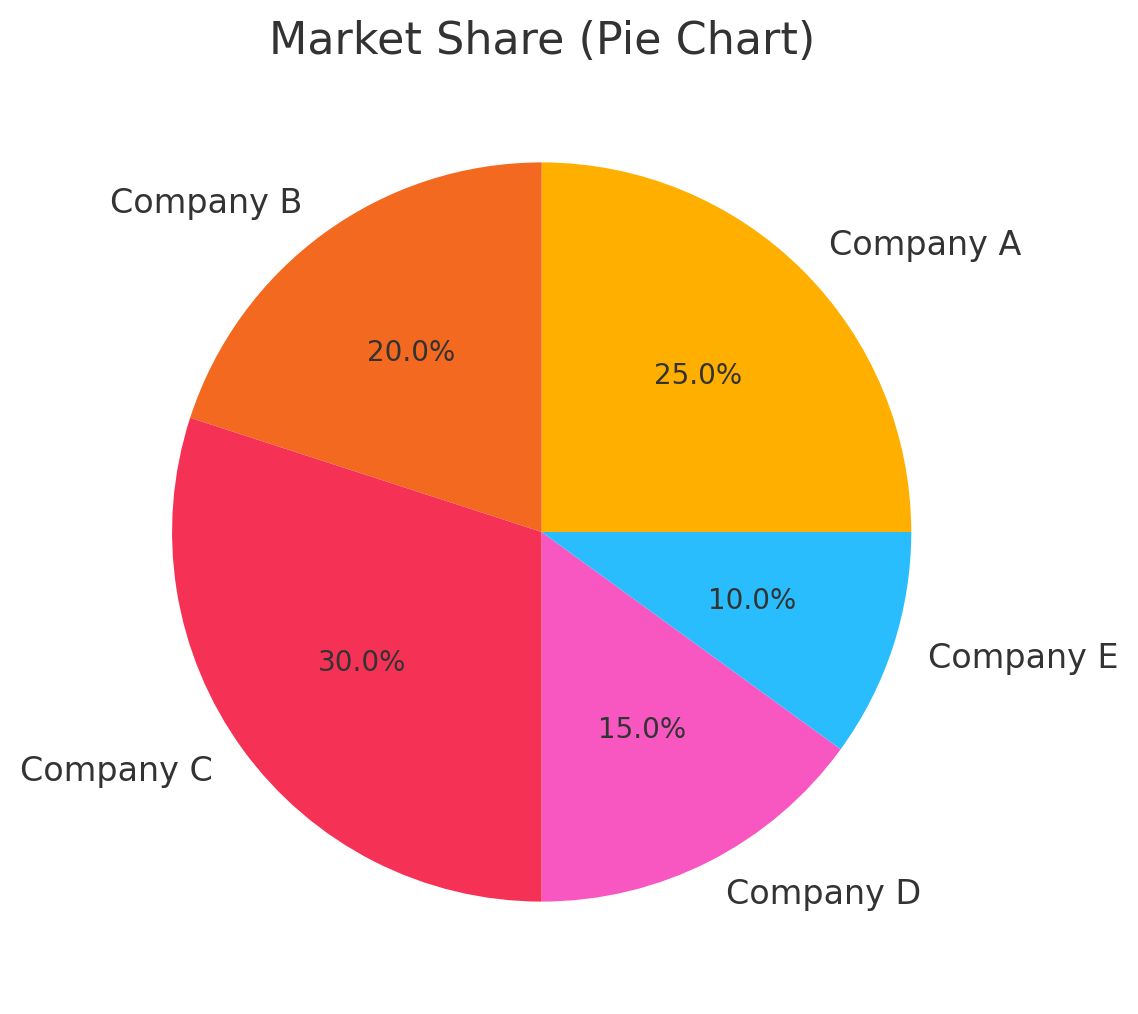 Market Share (Pie Chart)
Company B
Company A
20.0%
25.0%
10.0%
Company E
30.0%
15.0%
Company C
Company D